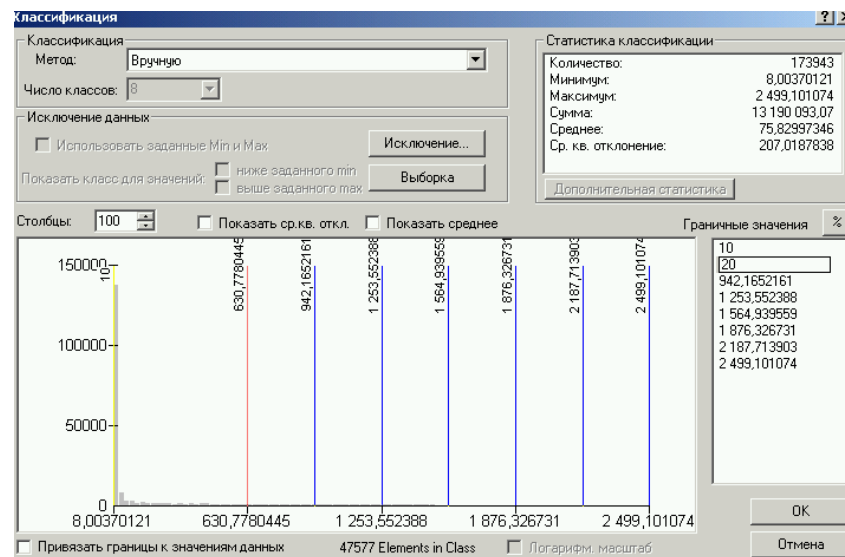 Классификация
Классификация
Метод: Вручную
Число классов: 8
Исключение данных
Использовать заданные Min и Max
Исключение...
Показать класс для значений:
ниже заданного min
выше заданного max
Выборка
Статистика классификации
Количество: 173943
Минимум: 8,00370121
Максимум: 2 499,101074
Сумма: 13 190 093,07
Среднее: 75,82997346
Ср. кв. отклонение: 207,0187838
Дополнительная статистика
Столбцы: 100
Показать ср.кв. откл.
Показать среднее
Граничные значения
%
150000
100000
50000
0
10
630,7780445
942,1652161
1 253,552388
1 564,939559
1 876,326731
2 187,713903
2 499,101074
8,00370121 630,7780445 1 253,552388 1 876,326731 2 499,101074
10
20
942,1652161
1 253,552388
1 564,939559
1 876,326731
2 187,713903
2 499,101074
OK
Отмена
Привязать границы к значениям данных
47577 Elements in Class
Логарифм. масштаб